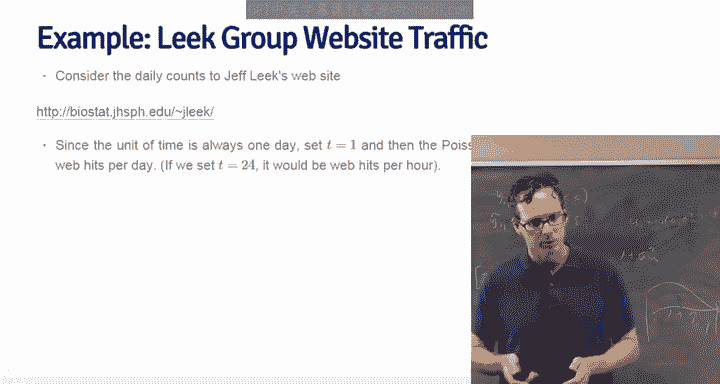 Example: Leek Group Website Traffic
Consider the daily counts to Jeff Leek's web site
http://biostat.jhsph.edu/~jleek/
Since the unit of time is always one day, set t = 1 and then the Poiss
web hits per day. (If we set t = 24, it would be web hits per hour).